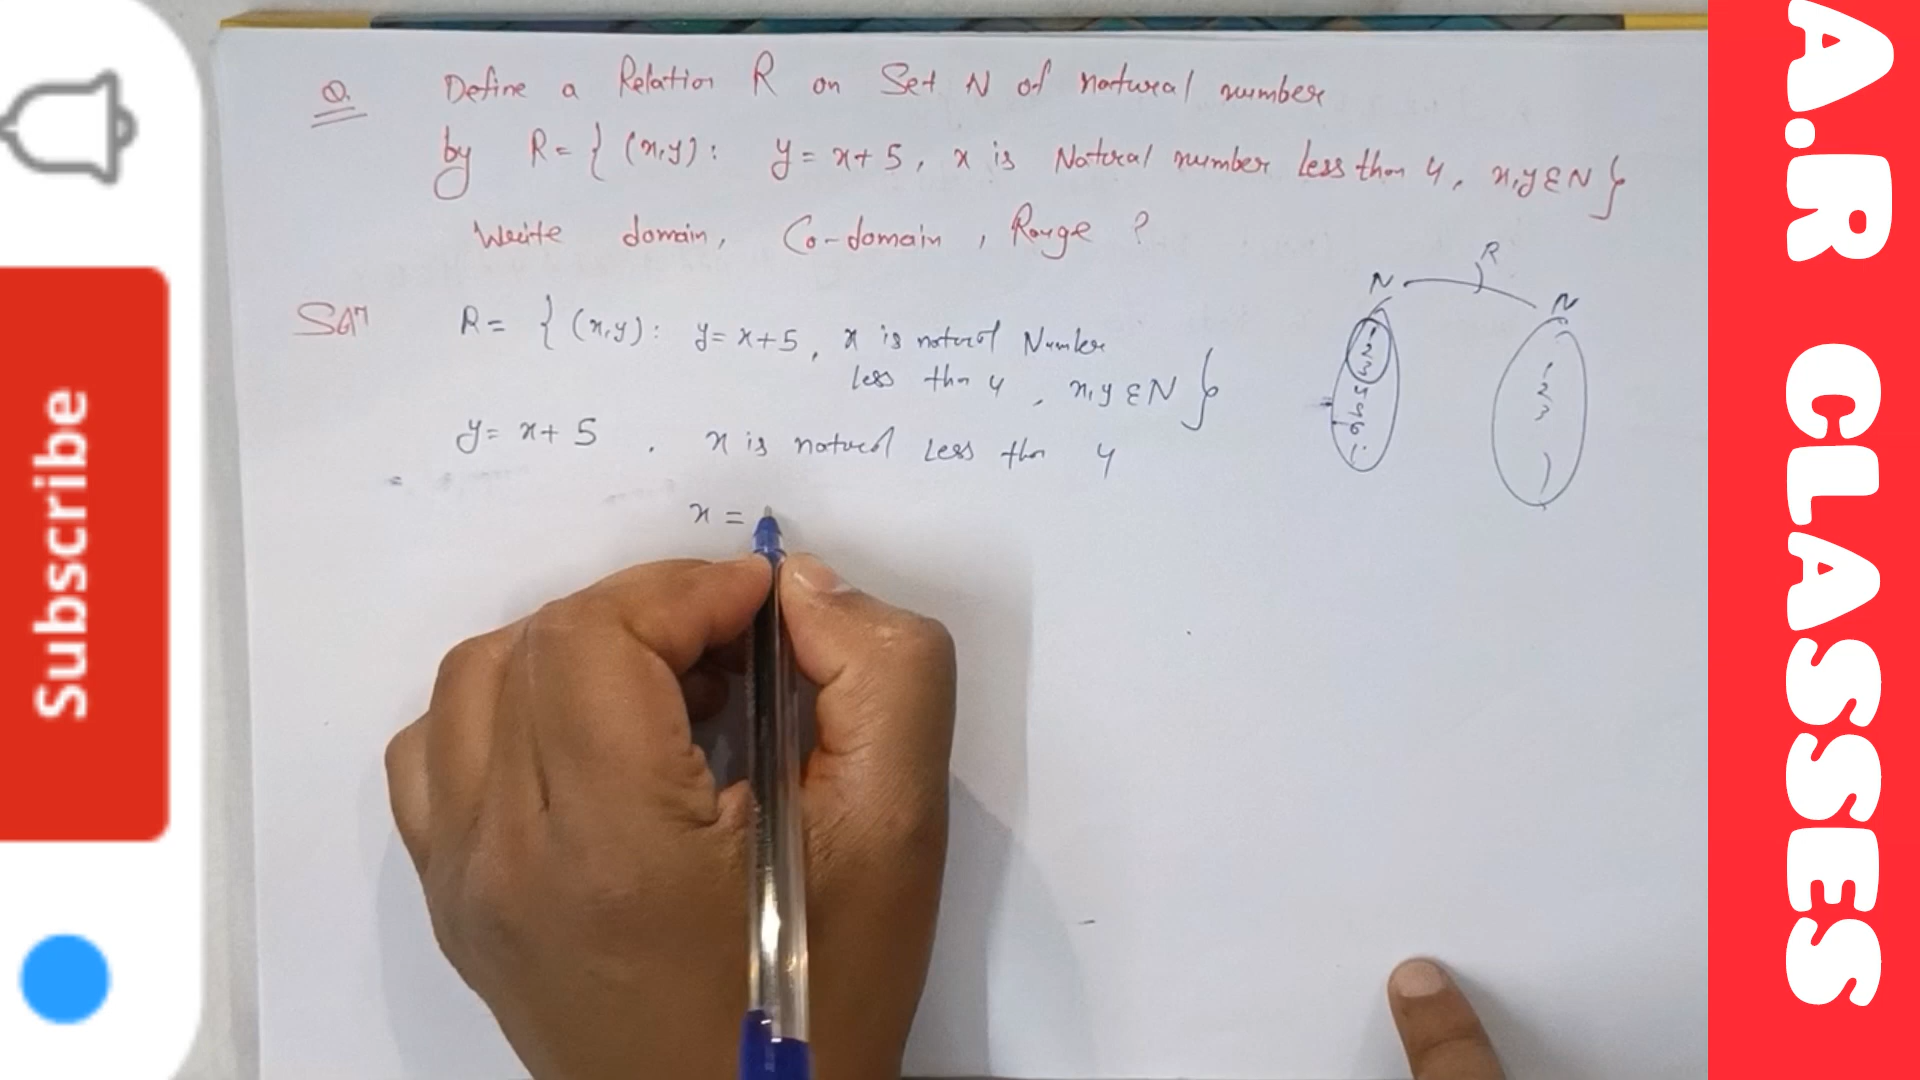 Q. Define a Relation R on Set N of natural number
by R = { (x,y) : y = x + 5 , x is Natural number less than 4 , x,y ∈ N }
Write domain , Co-domain , Range ?
Sol^n R = { (x,y) : y = x + 5 , x is natural Number
less than 4 , x,y ∈ N }
y = x + 5 , x is natural less than 4
x =
R
N N
1
2
3
4
5
6
1
2
3
Subscribe
A.R CLASSES